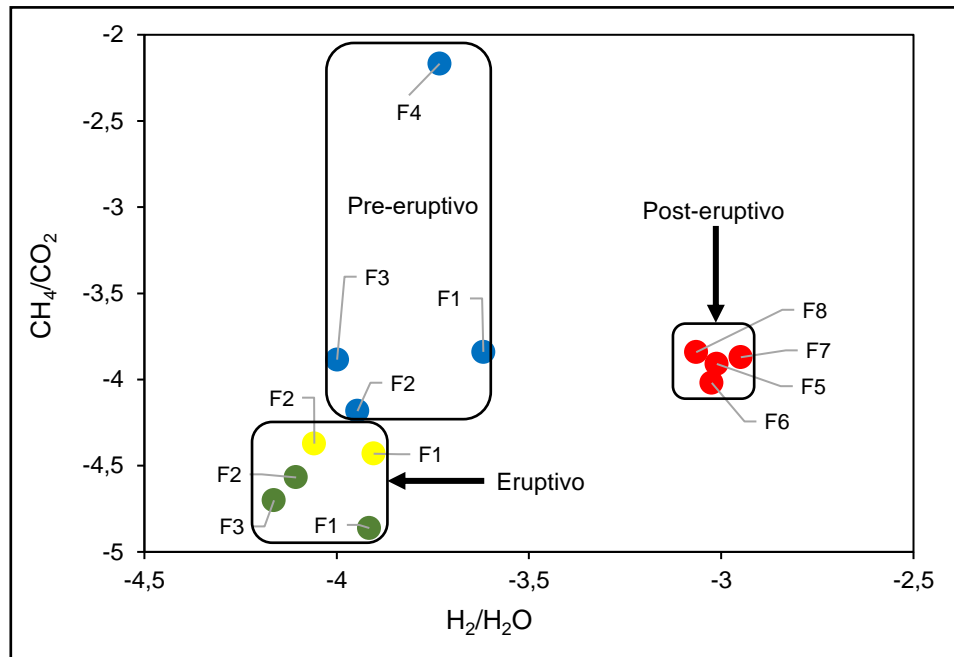 -2
F4
-2,5
-3
Pre-eruptivo
Post-eruptivo
CH₄/CO₂
-3,5
F3
F1
F8
F7
-4
F2
F5
F6
F2
F1
-4,5
F2
Eruptivo
F3
F1
-5
-4,5 -4 -3,5 -3 -2,5
H₂/H₂O